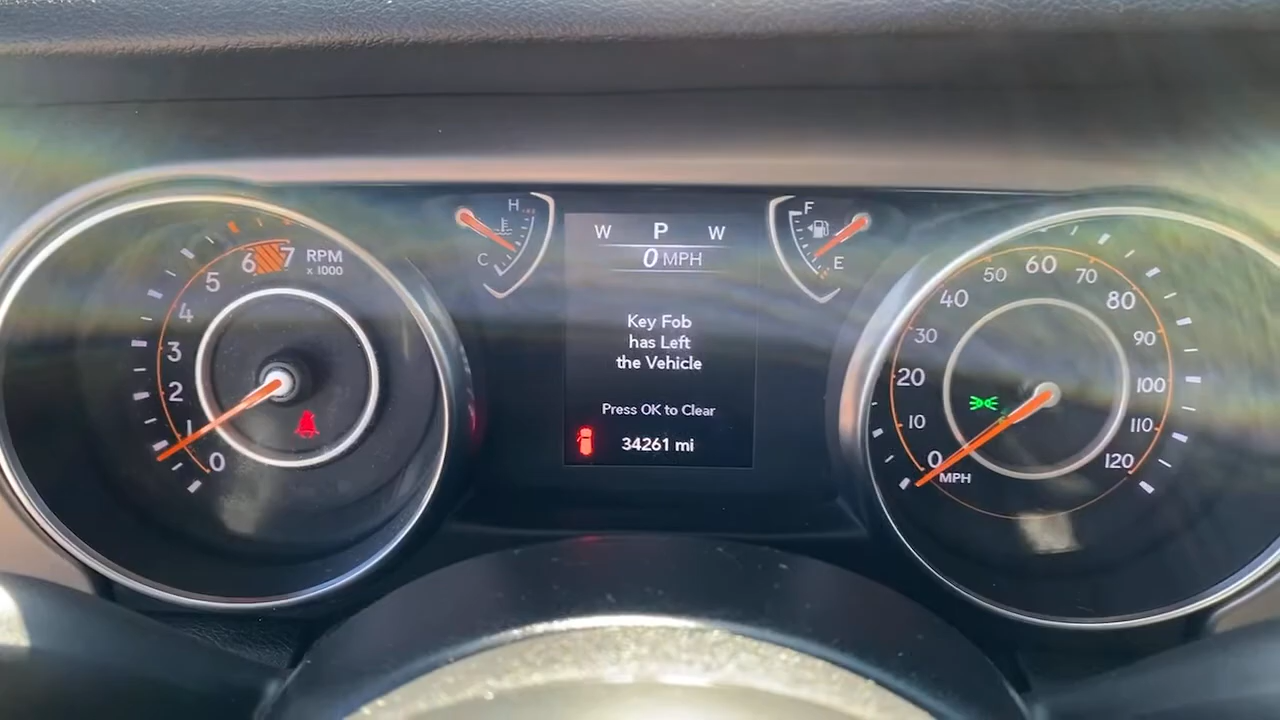 7
6
5
4
3
2
1
0
RPM
x 1000
H
C
W P W
0 MPH
Key Fob
has Left
the Vehicle
Press OK to Clear
34261 mi
F
E
0
10
20
30
40
50
60
70
80
90
100
110
120
MPH